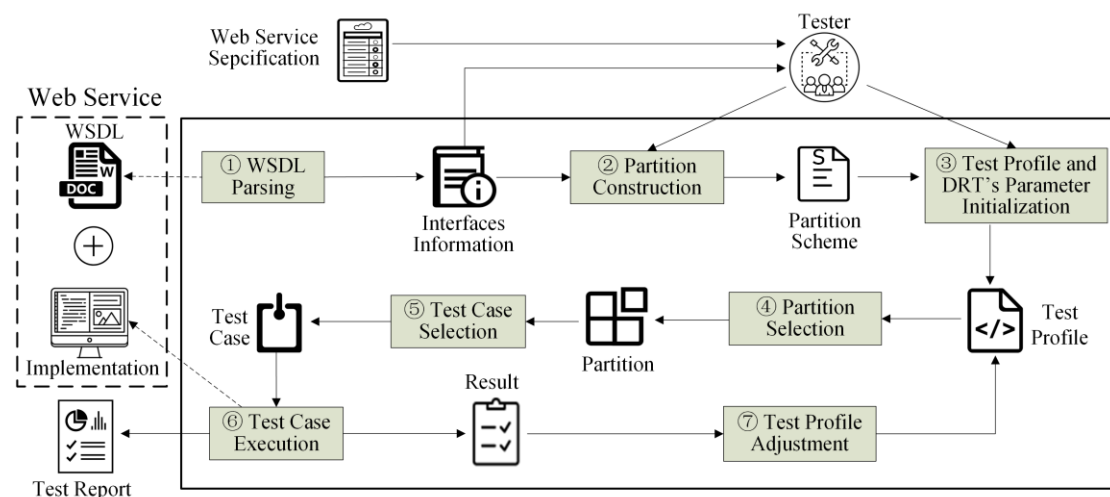 Tester
Web Service
Sepcification
Web Service
WSDL
W
DOC
① WSDL
Parsing
Interfaces
Information
② Partition
Construction
S
Partition
Scheme
③ Test Profile and
DRT's Parameter
Initialization
Implementation
Test
Case
⑤ Test Case
Selection
Partition
④ Partition
Selection
</>
Test
Profile
⑥ Test Case
Execution
Result
⑦ Test Profile
Adjustment
Test Report